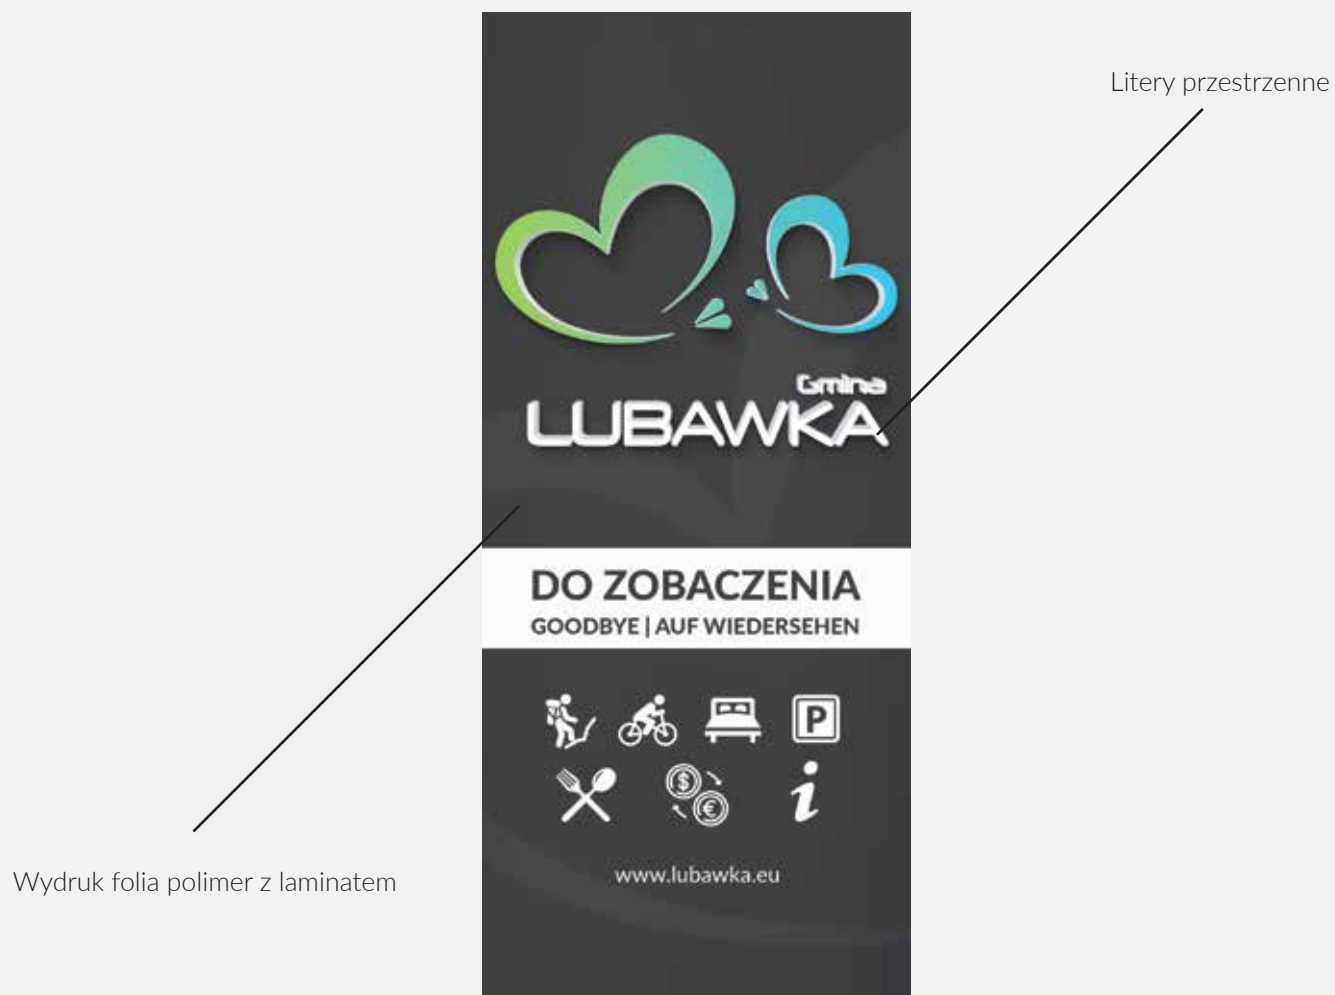 Litery przestrzenne
Gmina
LUBAWKA
DO ZOBACZENIA
GOODBYE | AUF WIEDERSEHEN
P
$
€
i
www.lubawka.eu
Wydruk folia polimer z laminatem